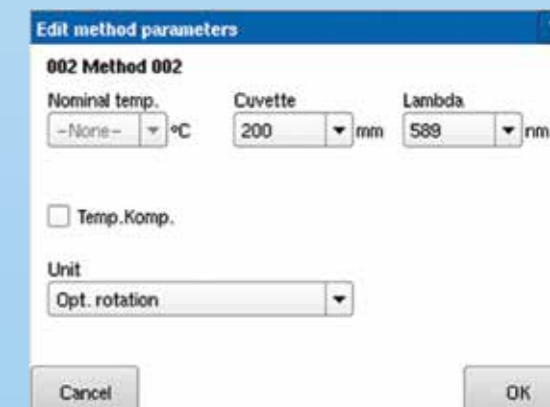 Edit method parameters
002 Method 002
Nominal temp. Cuvette Lambda
-None- °C 200 mm 589 nm
Temp.Komp.
Unit
Opt. rotation
Cancel OK